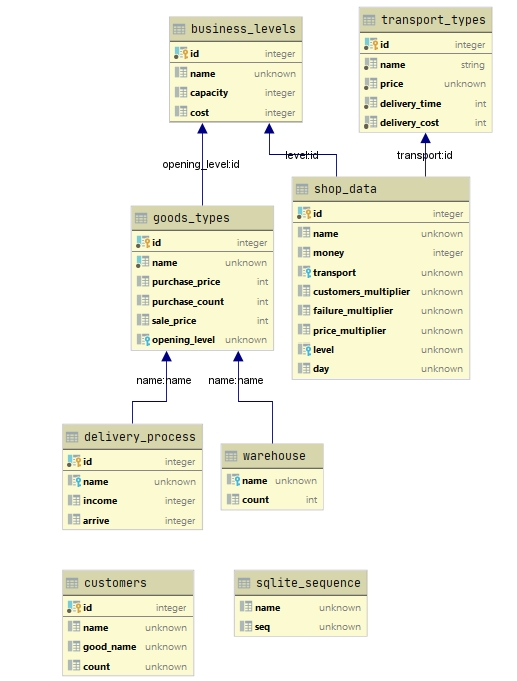 business_levels
id integer
name unknown
capacity integer
cost integer
transport_types
id integer
name string
price unknown
delivery_time int
delivery_cost int
opening_level:id
level:id
transport:id
goods_types
id integer
name unknown
purchase_price int
purchase_count int
sale_price int
opening_level unknown
shop_data
id integer
name unknown
money integer
transport unknown
customers_multiplier unknown
failure_multiplier unknown
price_multiplier unknown
level unknown
day unknown
name:name
name:name
delivery_process
id integer
name unknown
income integer
arrive integer
warehouse
name unknown
count int
customers
id integer
name unknown
good_name unknown
count unknown
sqlite_sequence
name unknown
seq unknown